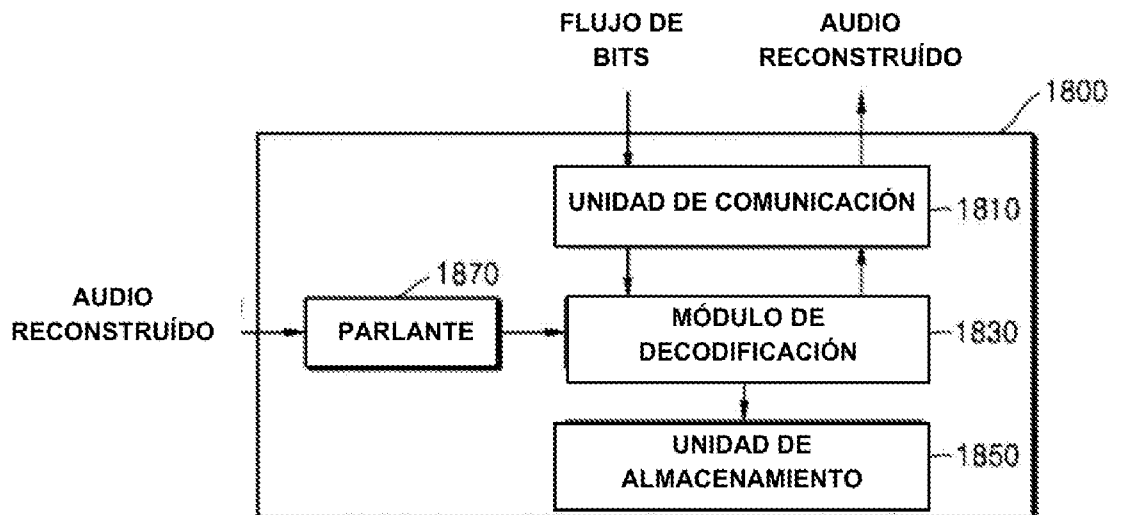 FLUJO DE
BITS
AUDIO
RECONSTRUÍDO
1800
UNIDAD DE COMUNICACIÓN
1810
1870
AUDIO
RECONSTRUÍDO
PARLANTE
MÓDULO DE
DECODIFICACIÓN
1830
UNIDAD DE
ALMACENAMIENTO
1850